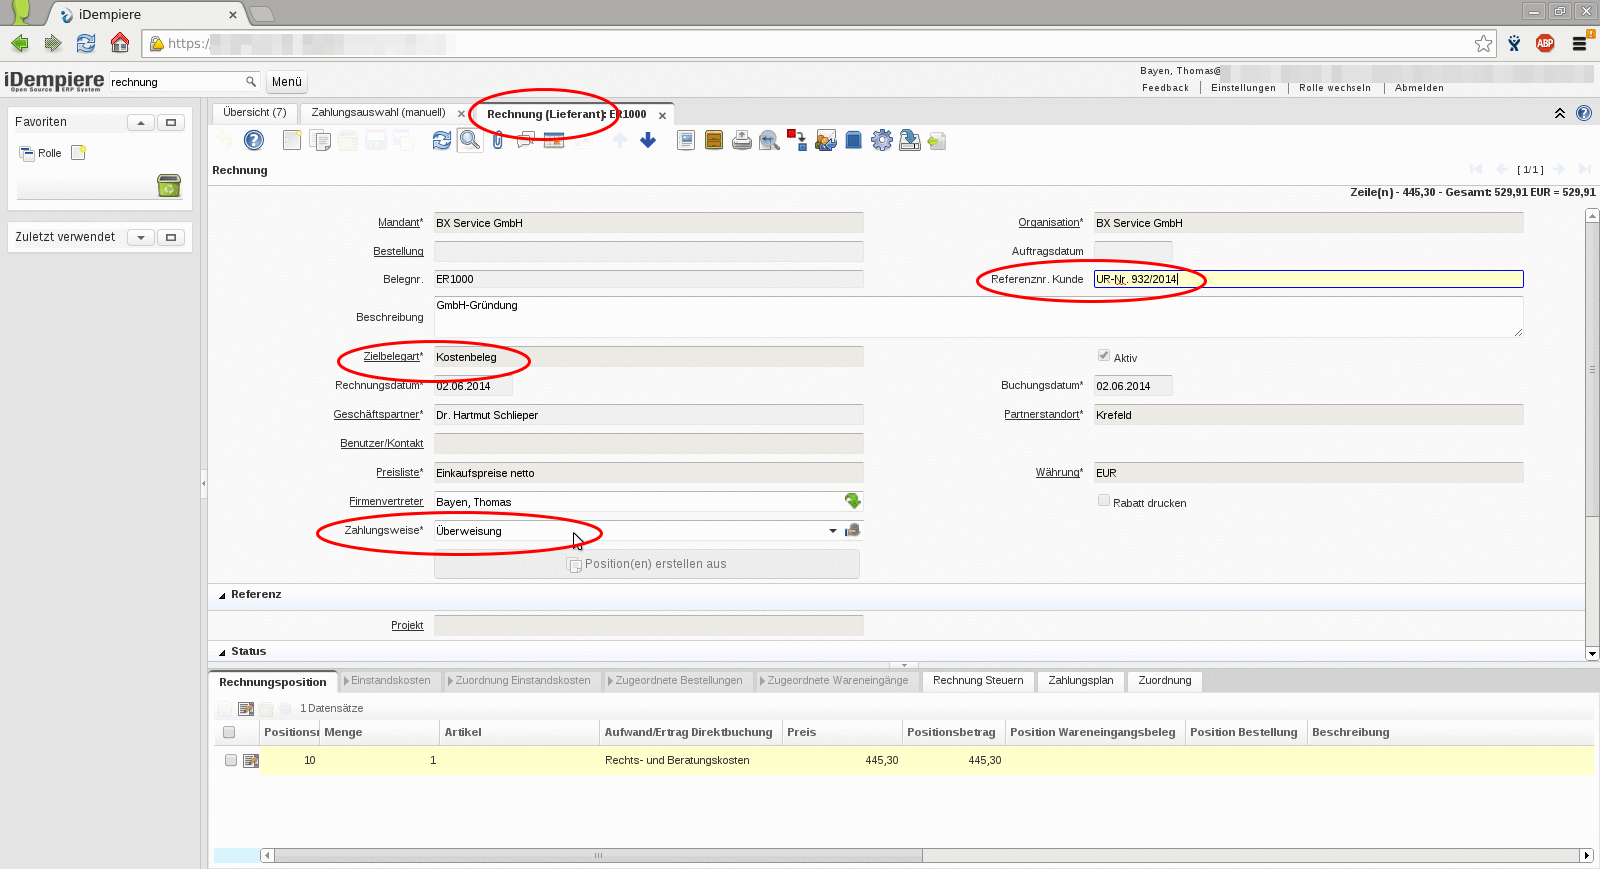 iDempiere
https:/
iDempiere
Open Source ERP System
rechnung
Menü
Bayen, Thomas@
Feedback
Einstellungen
Rolle wechseln
Abmelden
Favoriten
Rolle
Zuletzt verwendet
Übersicht (7)
Zahlungsauswahl (manuell)
Rechnung (Lieferant): ER1000
Rechnung
[ 1/1 ]
Zeile(n) - 445,30 - Gesamt: 529,91 EUR = 529,91
Mandant* BX Service GmbH
Organisation* BX Service GmbH
Bestellung
Auftragsdatum
Belegnr. ER1000
Referenznr. Kunde UR-Nr. 932/2014
Beschreibung GmbH-Gründung
Zielbelegart* Kostenbeleg
Aktiv
Rechnungsdatum* 02.06.2014
Buchungsdatum* 02.06.2014
Geschäftspartner* Dr. Hartmut Schlieper
Partnerstandort* Krefeld
Benutzer/Kontakt
Preisliste* Einkaufspreise netto
Währung* EUR
Firmenvertreter Bayen, Thomas
Rabatt drucken
Zahlungsweise* Überweisung
Position(en) erstellen aus
Referenz
Projekt
Status
Rechnungsposition
Einstandskosten
Zuordnung Einstandskosten
Zugeordnete Bestellungen
Zugeordnete Wareneingänge
Rechnung Steuern
Zahlungsplan
Zuordnung
1 Datensätze
Menge
Artikel
Aufwand/Ertrag Direktbuchung
Preis
Positionsbetrag
Position Wareneingangsbeleg
Position Bestellung
Beschreibung
10
1
Rechts- und Beratungskosten
445,30
445,30
ABP